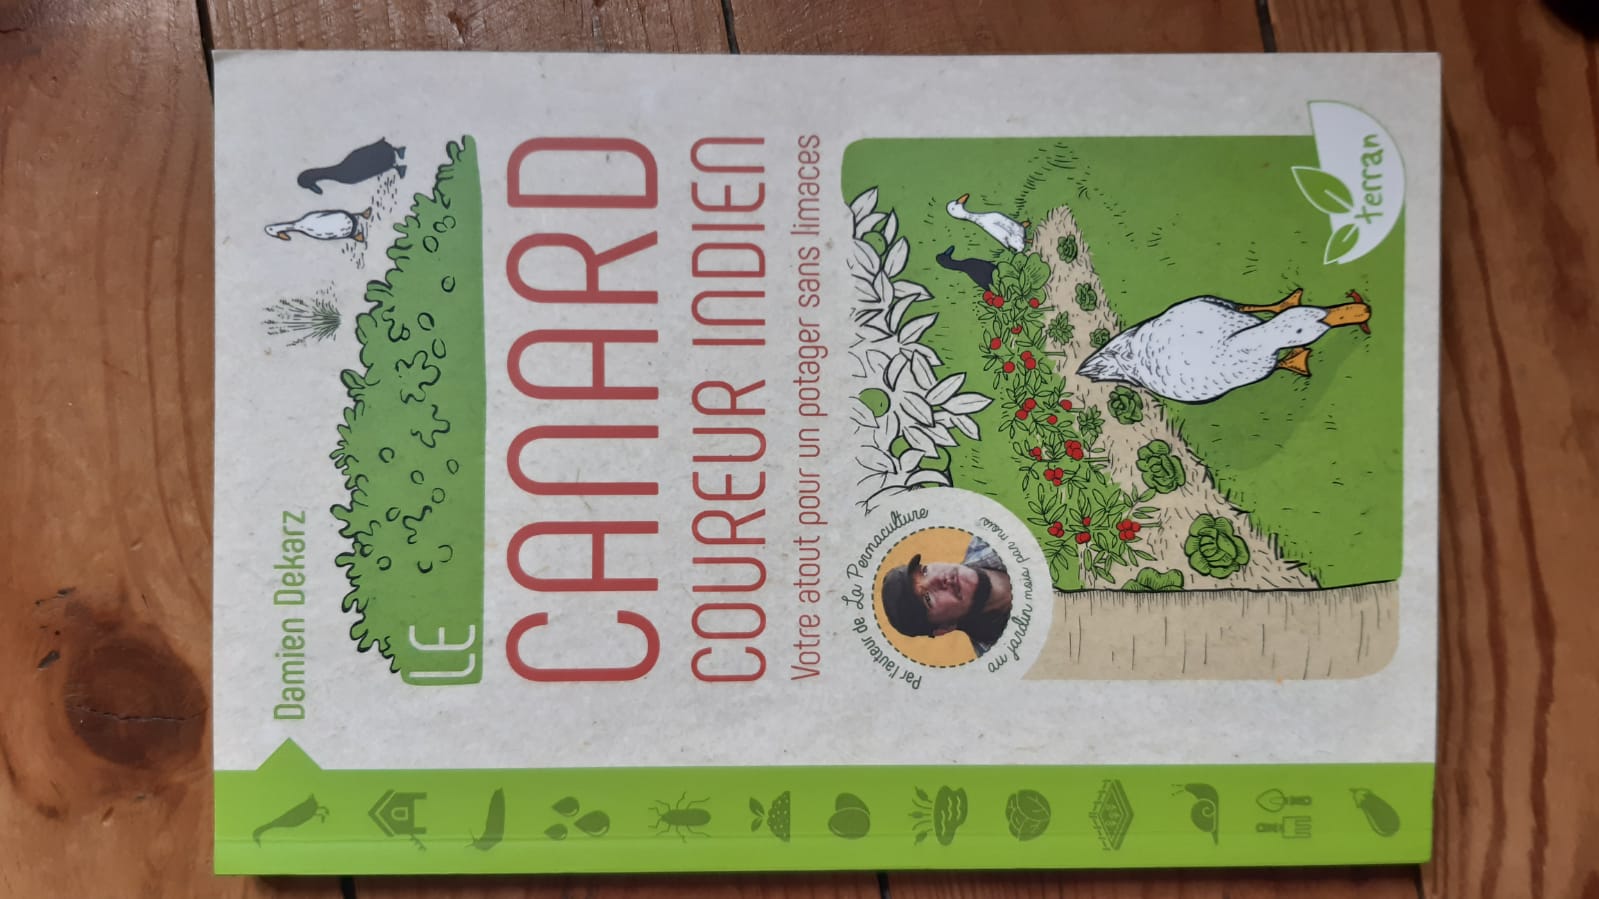 Damien Dekarz
LE
CANARD
COUREUR INDIEN
Votre atout pour un potager sans limaces
Par l'auteur de La Permaculture
au jardin mois par mois
terran